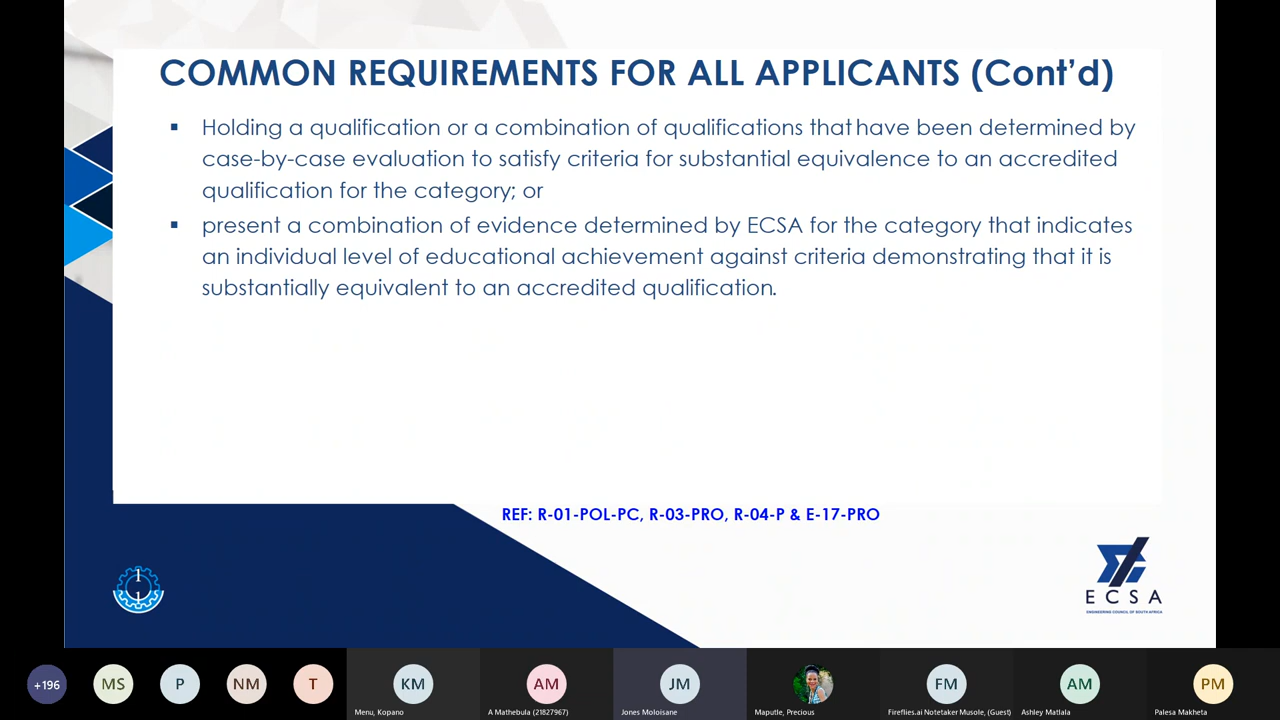 COMMON REQUIREMENTS FOR ALL APPLICANTS (Cont’d)
▪ Holding a qualification or a combination of qualifications that have been determined by
case-by-case evaluation to satisfy criteria for substantial equivalence to an accredited
qualification for the category; or
▪ present a combination of evidence determined by ECSA for the category that indicates
an individual level of educational achievement against criteria demonstrating that it is
substantially equivalent to an accredited qualification.
REF: R-01-POL-PC, R-03-PRO, R-04-P & E-17-PRO
1
1
ECSA
ENGINEERING COUNCIL OF SOUTH AFRICA
+196 MS P NM T KM AM JM FM AM PM
Menu, Kopano A Mathebula (21827967) Jones Moloisane Maputle, Precious Fireflies.ai Notetaker Musole, (Guest) Ashley Matlala Palesa Makheta